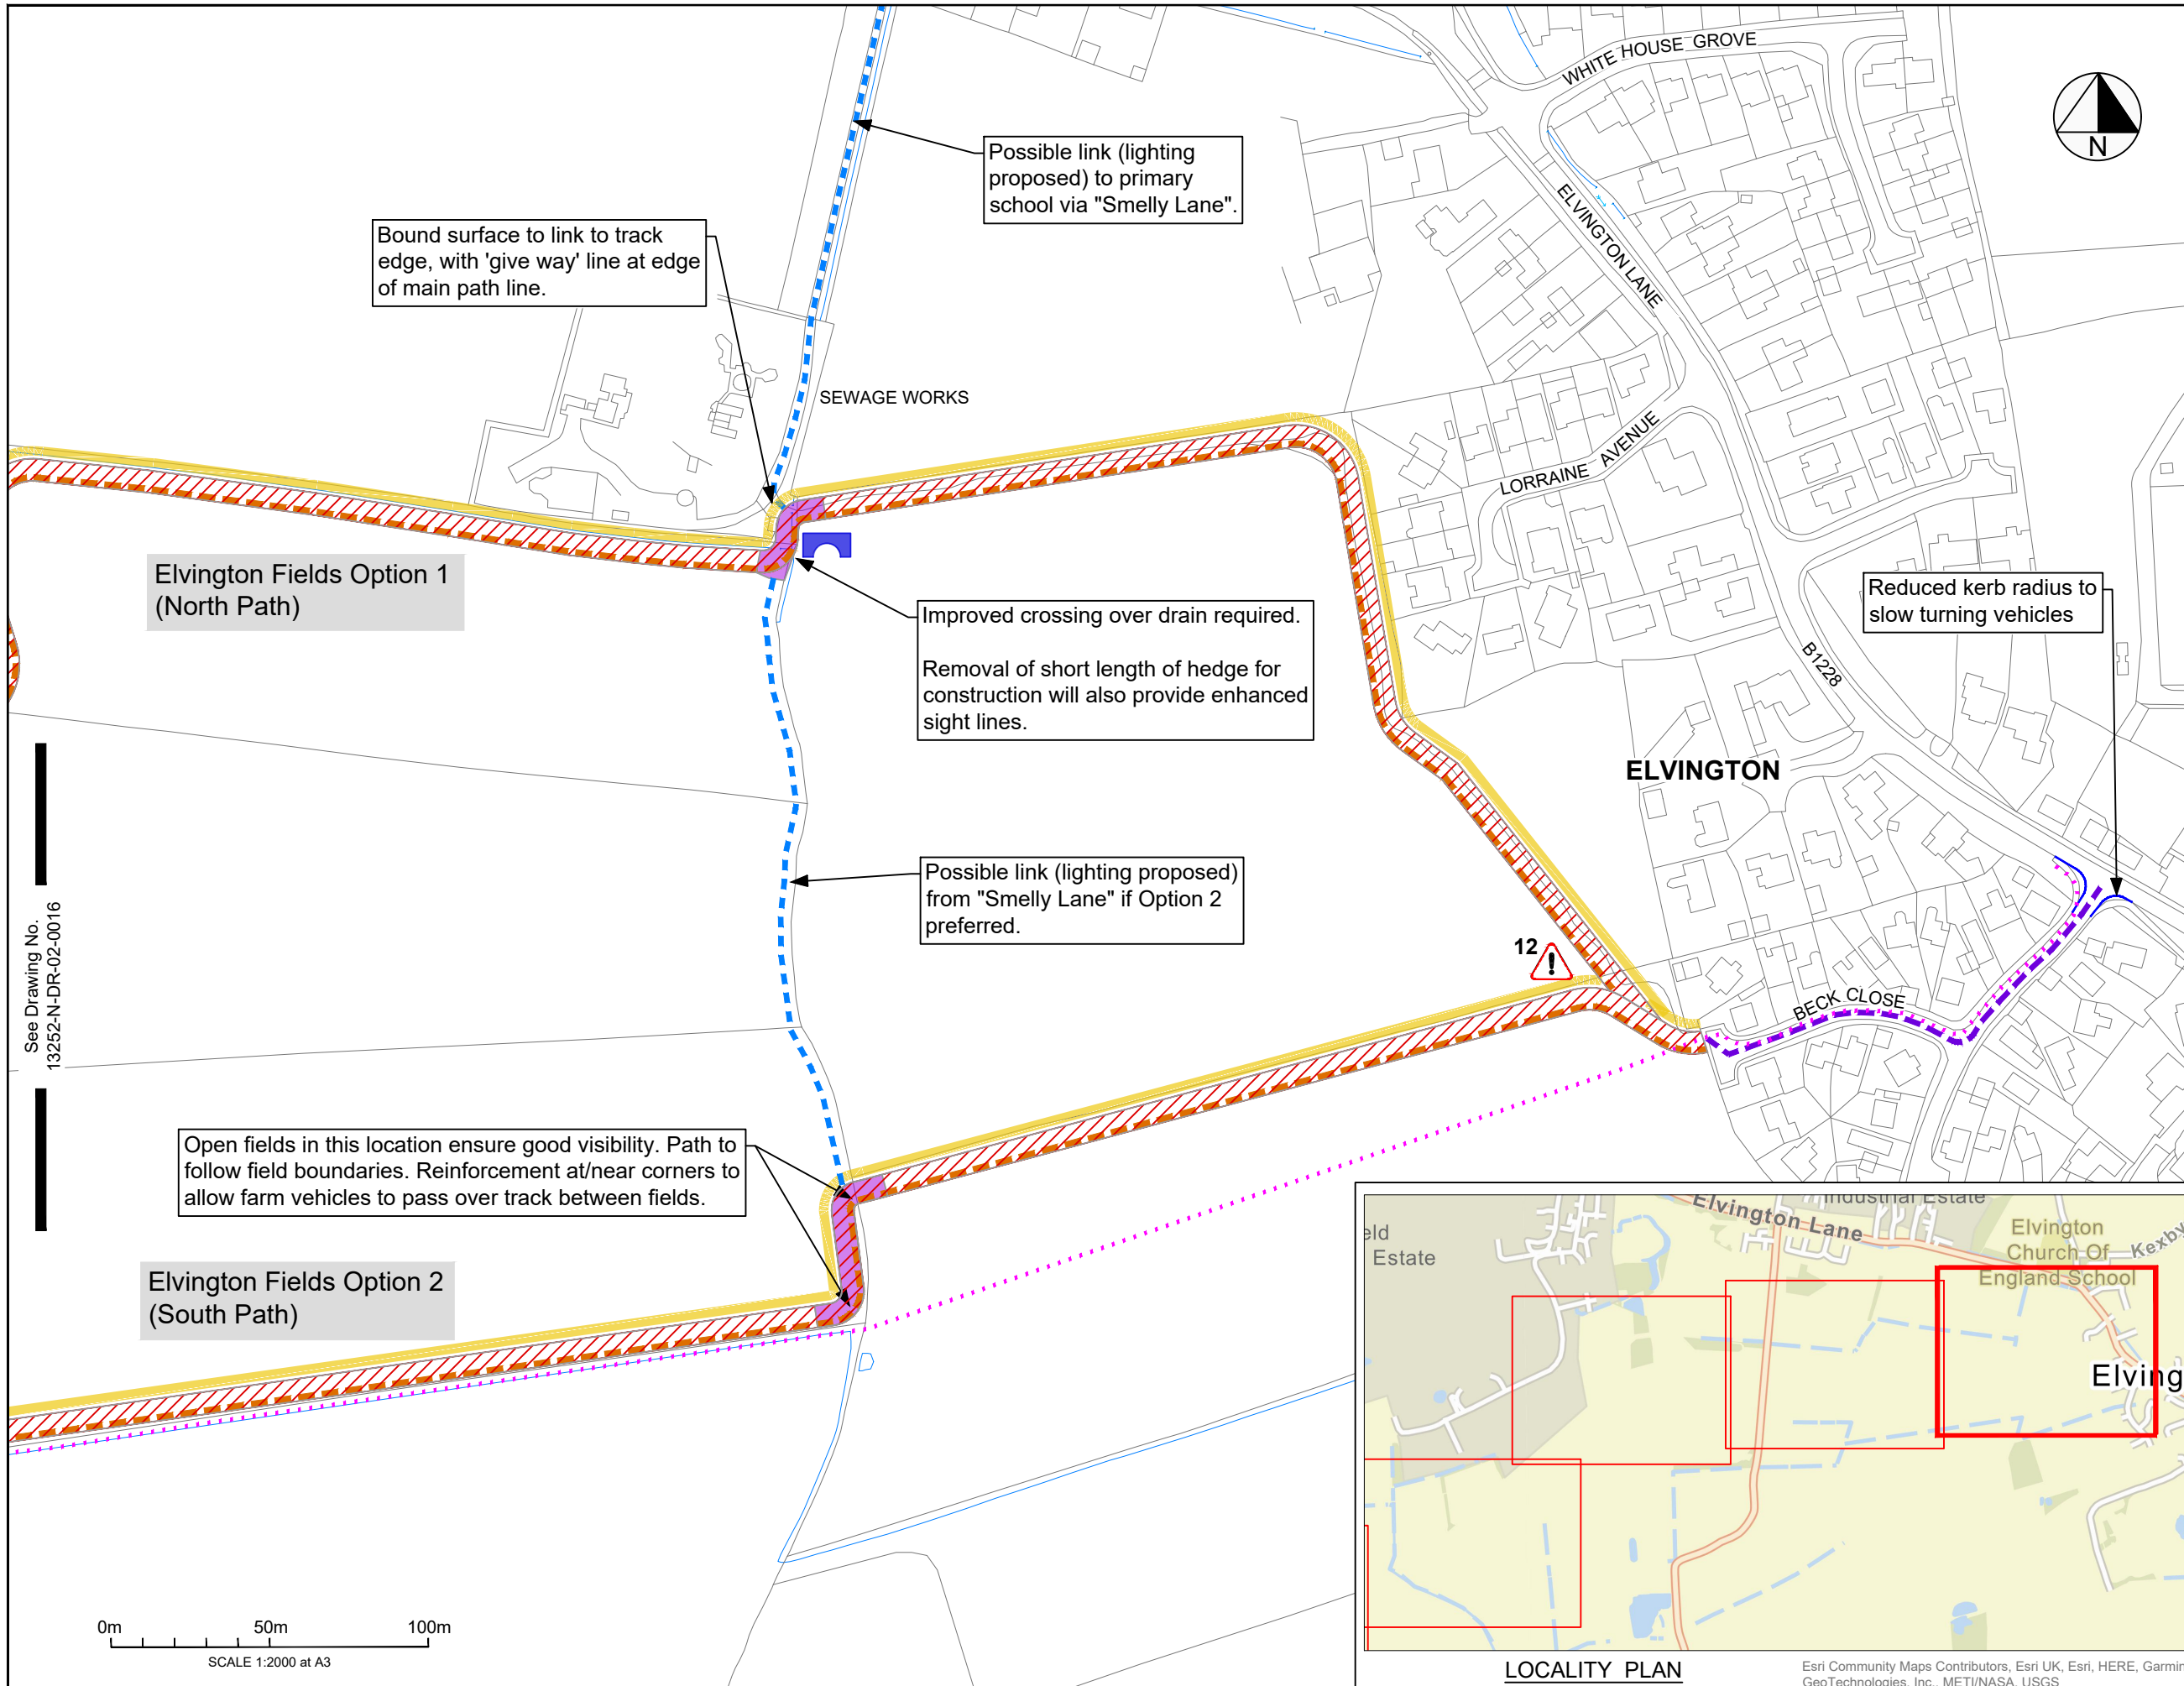 WHITE HOUSE GROVE
N
Possible link (lighting
proposed) to primary
school via "Smelly Lane".
ELVINGTON LANE
Bound surface to link to track
edge, with 'give way' line at edge
of main path line.
SEWAGE WORKS
LORRAINE AVENUE
Elvington Fields Option 1
(North Path)
Reduced kerb radius to
slow turning vehicles
Improved crossing over drain required.
Removal of short length of hedge for
construction will also provide enhanced
sight lines.
B1228
ELVINGTON
See Drawing No.
13252-N-DR-02-0016
Possible link (lighting proposed)
from "Smelly Lane" if Option 2
preferred.
12
!
BECK CLOSE
Open fields in this location ensure good visibility. Path to
follow field boundaries. Reinforcement at/near corners to
allow farm vehicles to pass over track between fields.
Elvington Fields Option 2
(South Path)
Industrial Estate
Elvington Lane
eld
Estate
Elvington
Church Of
England School
Kexby
Elving
0m 50m 100m
SCALE 1:2000 at A3
LOCALITY PLAN
Esri Community Maps Contributors, Esri UK, Esri, HERE, Garmin
GeoTechnologies, Inc., METI/NASA, USGS